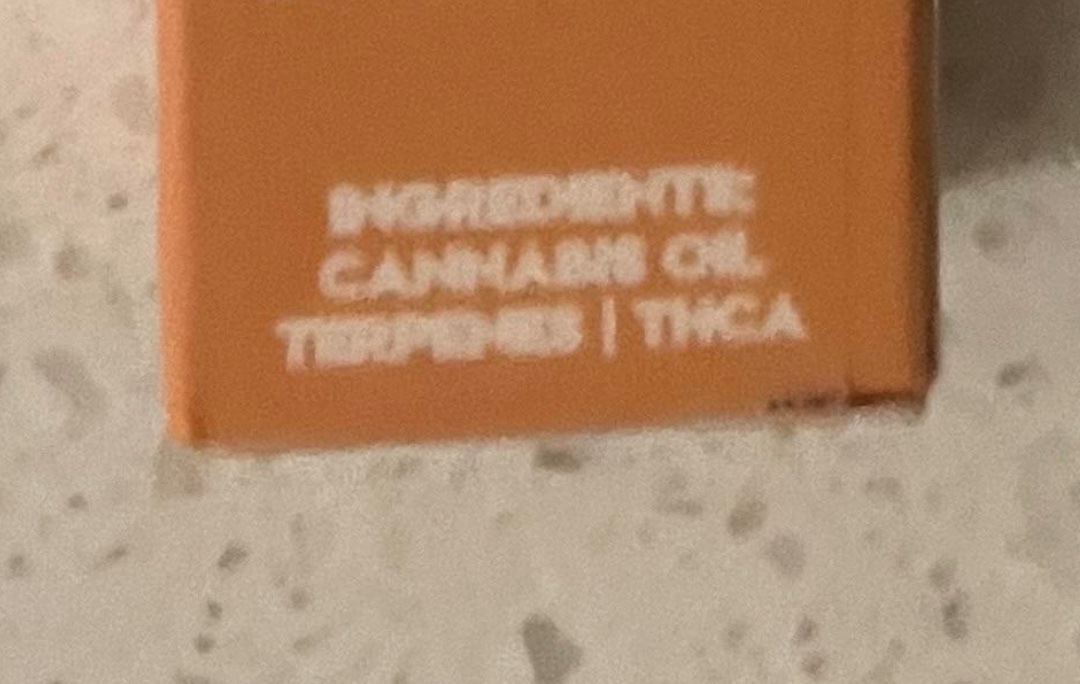 INGREDIENTS:
CANNABIS OIL
TERPENES | THCA